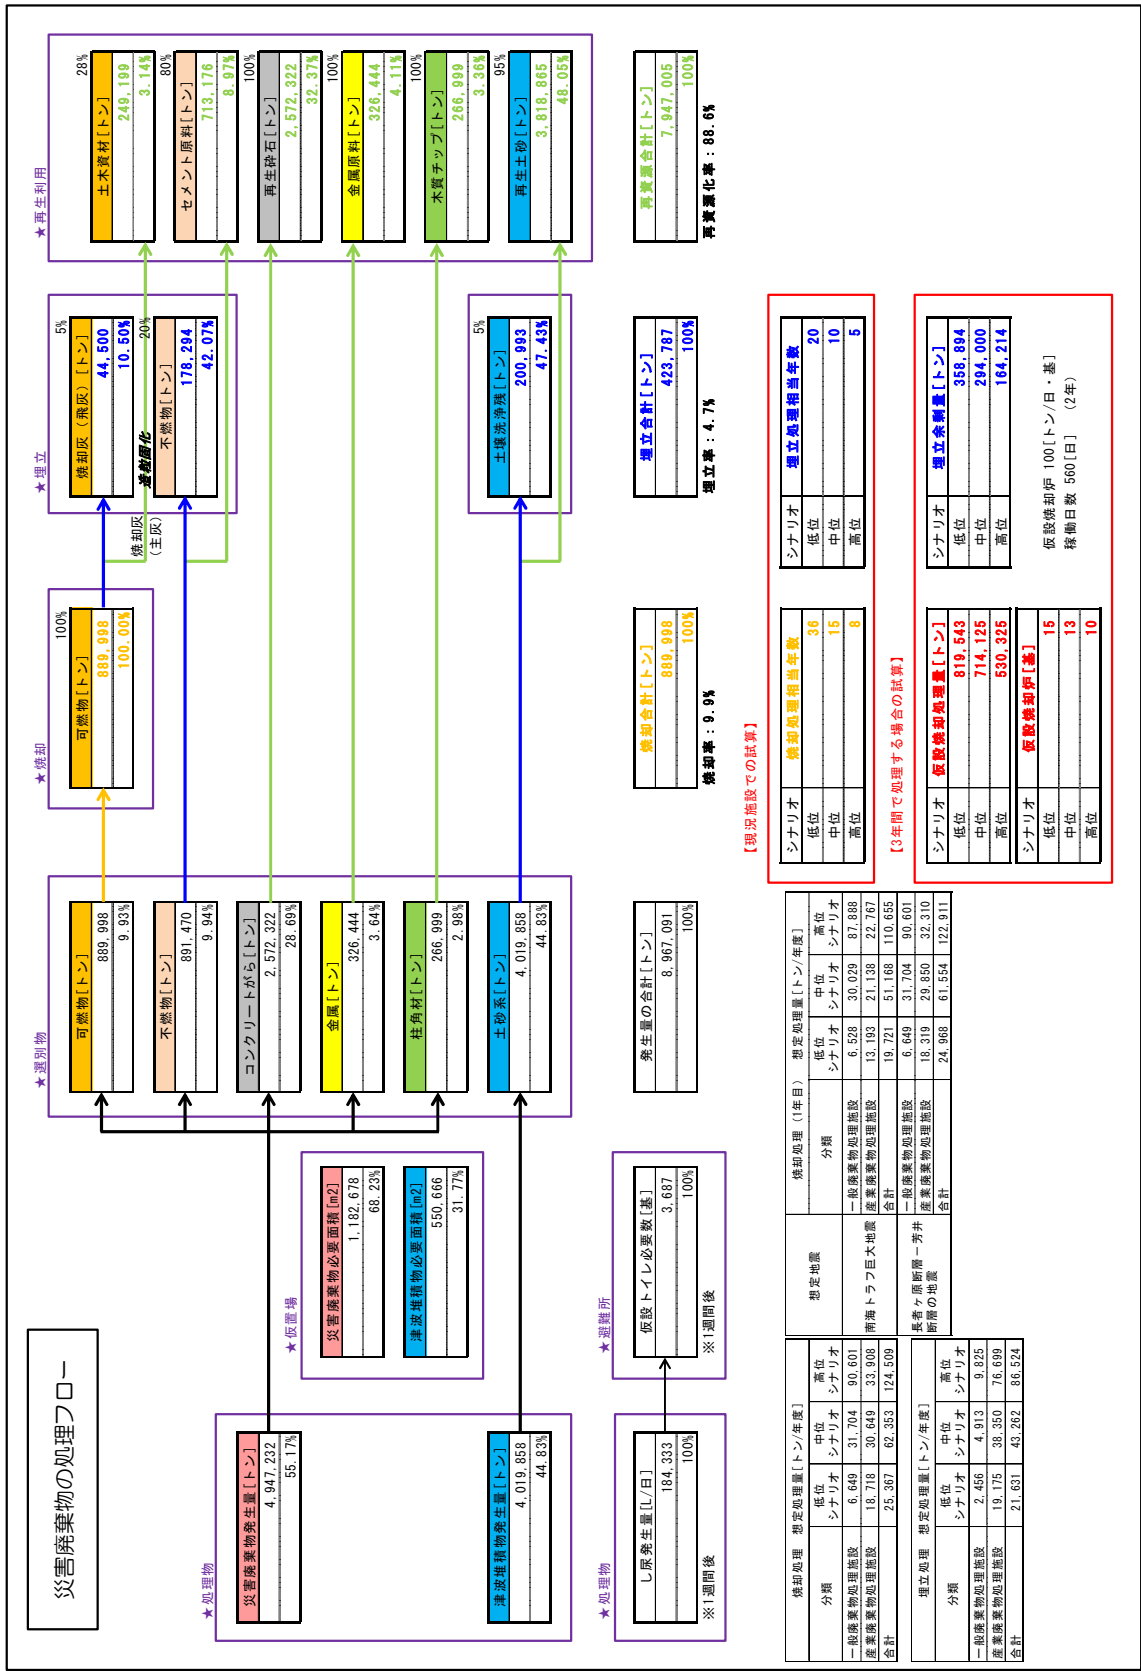 災害廃棄物の処理フロー
★処理物
災害廃棄物発生量[トン]
4,947,232
55.17%
津波堆積物発生量[トン]
4,019,858
44.83%
★仮置場
災害廃棄物必要面積[m2]
1,182,678
68.23%
津波堆積物必要面積[m2]
550,666
31.77%
★選別物
可燃物[トン]
889,998
9.93%
不燃物[トン]
891,470
9.94%
コンクリートがら[トン]
2,572,322
28.69%
金属[トン]
326,444
3.64%
柱角材[トン]
266,999
2.98%
土砂系[トン]
4,019,858
44.83%
発生量の合計[トン]
8,967,091
100%
★焼却
100%
可燃物[トン]
889,998
100.00%
焼却合計[トン]
889,998
100%
焼却率：9.9%
★埋立
5%
焼却灰（飛灰）[トン]
44,500
10.50%
焼却灰
（主灰）
造粒固化
20%
不燃物[トン]
178,294
42.07%
5%
土壌洗浄残[トン]
200,993
47.43%
埋立合計[トン]
423,787
100%
埋立率：4.7%
★再生利用
28%
土木資材[トン]
249,199
3.14%
80%
セメント原料[トン]
713,176
8.97%
100%
再生砕石[トン]
2,572,322
32.37%
100%
金属原料[トン]
326,444
4.11%
100%
木質チップ[トン]
266,999
3.36%
95%
再生土砂[トン]
3,818,865
48.05%
再資源合計[トン]
7,947,005
100%
再資源化率：88.6%
★処理物
し尿発生量[L/日]
184,333
100%
※1週間後
★避難所
仮設トイレ必要数[基]
3,687
100%
※1週間後
焼却処理 想定処理量[トン/年度]
分類 低位シナリオ 中位シナリオ 高位シナリオ
一般廃棄物処理施設 6,649 31,704 90,601
産業廃棄物処理施設 18,718 30,649 33,908
合計 25,367 62,353 124,509
埋立処理 想定処理量[トン/年度]
分類 低位シナリオ 中位シナリオ 高位シナリオ
一般廃棄物処理施設 2,456 4,913 9,825
産業廃棄物処理施設 19,175 38,350 76,699
合計 21,631 43,262 86,524
想定地震 焼却処理（1年目） 想定処理量[トン/年度]
分類 低位シナリオ 中位シナリオ 高位シナリオ
南海トラフ巨大地震 一般廃棄物処理施設 6,528 30,029 87,888
産業廃棄物処理施設 13,193 21,138 22,767
合計 19,721 51,168 110,655
長者ヶ原断層－芳井断層の地震 一般廃棄物処理施設 6,649 31,704 90,601
産業廃棄物処理施設 18,319 29,850 32,310
合計 24,968 61,554 122,911
【現況施設での試算】
シナリオ 焼却処理相当年数
低位 36
中位 15
高位 8
シナリオ 埋立処理相当年数
低位 20
中位 10
高位 5
【3年間で処理する場合の試算】
シナリオ 仮設焼却処理量[トン]
低位 819,543
中位 714,125
高位 530,325
シナリオ 仮設焼却炉[基]
低位 15
中位 13
高位 10
シナリオ 埋立余剰量[トン]
低位 358,894
中位 294,000
高位 164,214
仮設焼却炉 100[トン/日・基]
稼働日数 560[日] （2年）